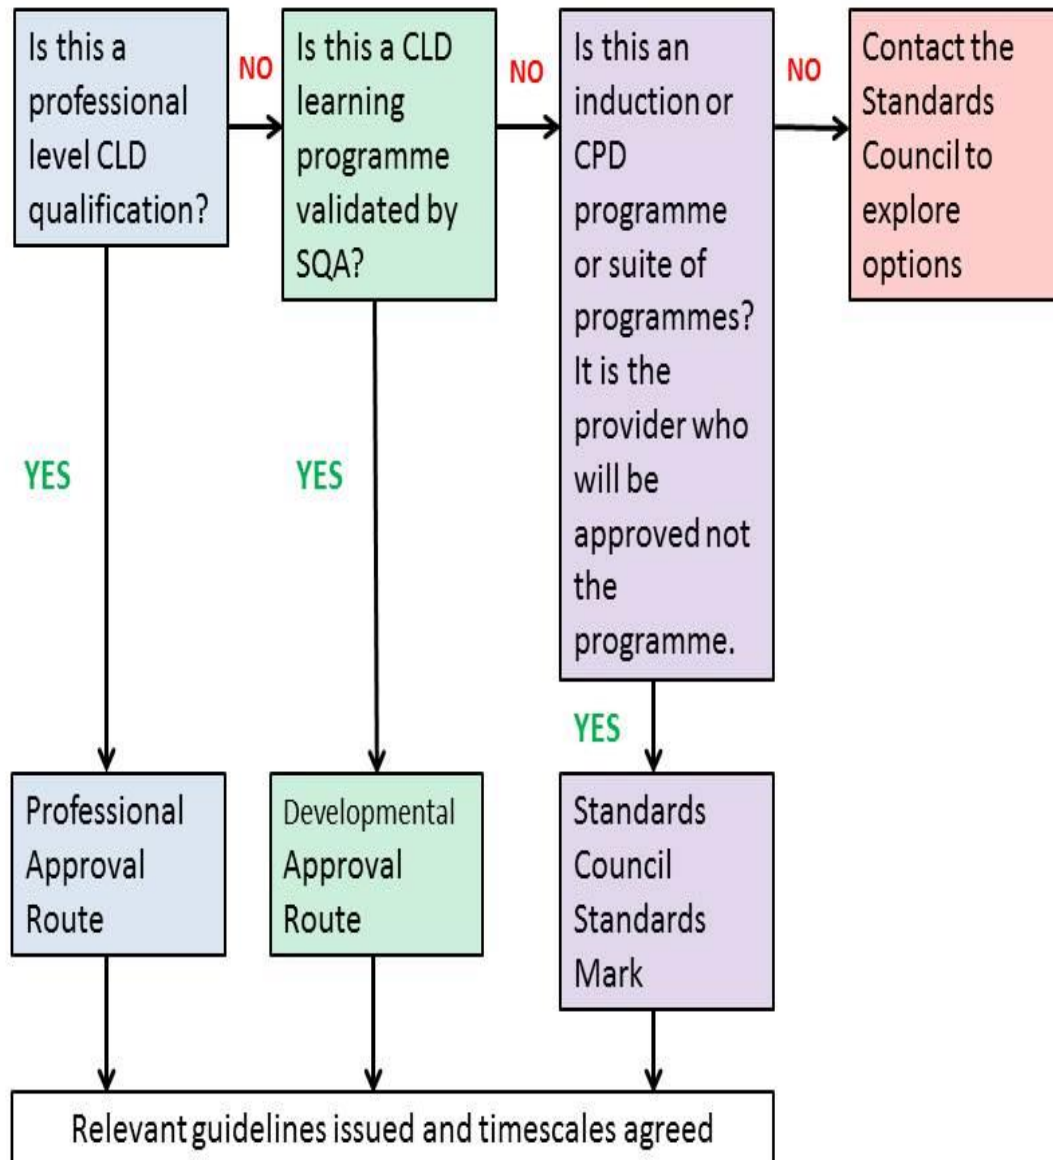 Is this a
professional
level CLD
qualification?
NO
Is this a CLD
learning
programme
validated by
SQA?
NO
Is this an
induction or
CPD
programme
or suite of
programmes?
It is the
provider who
will be
approved not
the
programme.
NO
Contact the
Standards
Council to
explore
options
YES
YES
YES
Professional
Approval
Route
Developmental
Approval
Route
Standards
Council
Standards
Mark
Relevant guidelines issued and timescales agreed